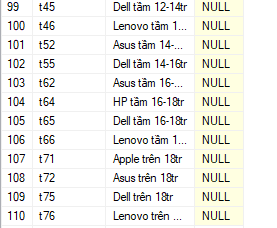 99 t45 Dell tầm 12-14tr NULL
100 t46 Lenovo tầm 1... NULL
101 t52 Asus tầm 14-... NULL
102 t55 Dell tầm 14-16tr NULL
103 t62 Asus tầm 16-... NULL
104 t64 HP tầm 16-18tr NULL
105 t65 Dell tầm 16-18tr NULL
106 t66 Lenovo tầm 1... NULL
107 t71 Apple trên 18tr NULL
108 t72 Asus trên 18tr NULL
109 t75 Dell trên 18tr NULL
110 t76 Lenovo trên ... NULL